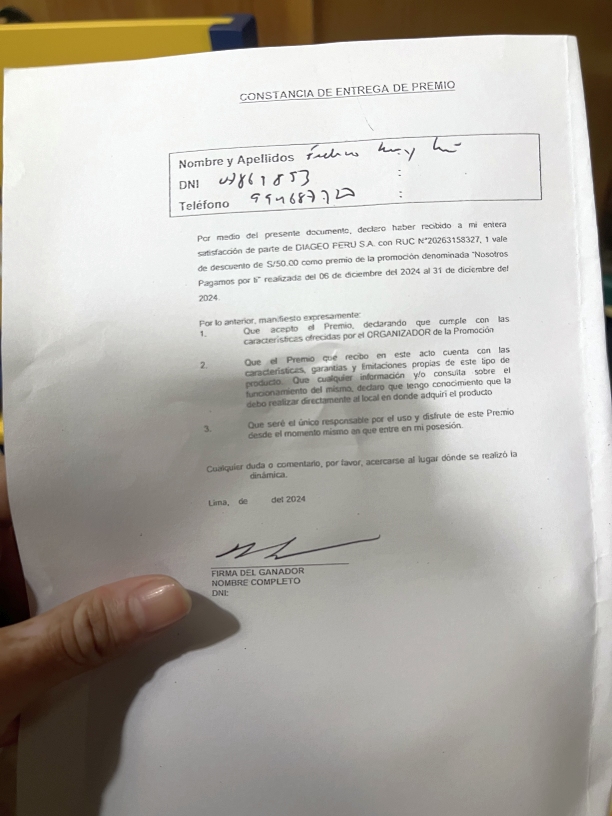 CONSTANCIA DE ENTREGA DE PREMIO
Nombre y Apellidos
DNI :
Teléfono :
Por medio del presente documento, declaro haber recibido a mi entera
satisfacción de parte de DIAGEO PERU S.A. con RUC N°20263158327, 1 vale
de descuento de S/50.00 como premio de la promoción denominada "Nosotros
Pagamos por ti" realizada del 06 de diciembre del 2024 al 31 de diciembre del
2024.
Por lo anterior, manifiesto expresamente:
1. Que acepto el Premio, declarando que cumple con las
características ofrecidas por el ORGANIZADOR de la Promoción
2. Que el Premio que recibo en este acto cuenta con las
características, garantías y limitaciones propias de este tipo de
producto. Que cualquier información y/o consulta sobre el
funcionamiento del mismo, declaro que tengo conocimiento que la
debo realizar directamente al local en donde adquirí el producto
3. Que seré el único responsable por el uso y disfrute de este Premio
desde el momento mismo en que entre en mi posesión.
Cualquier duda o comentario, por favor, acercarse al lugar dónde se realizó la
dinámica.
Lima, de del 2024
FIRMA DEL GANADOR
NOMBRE COMPLETO
DNI: